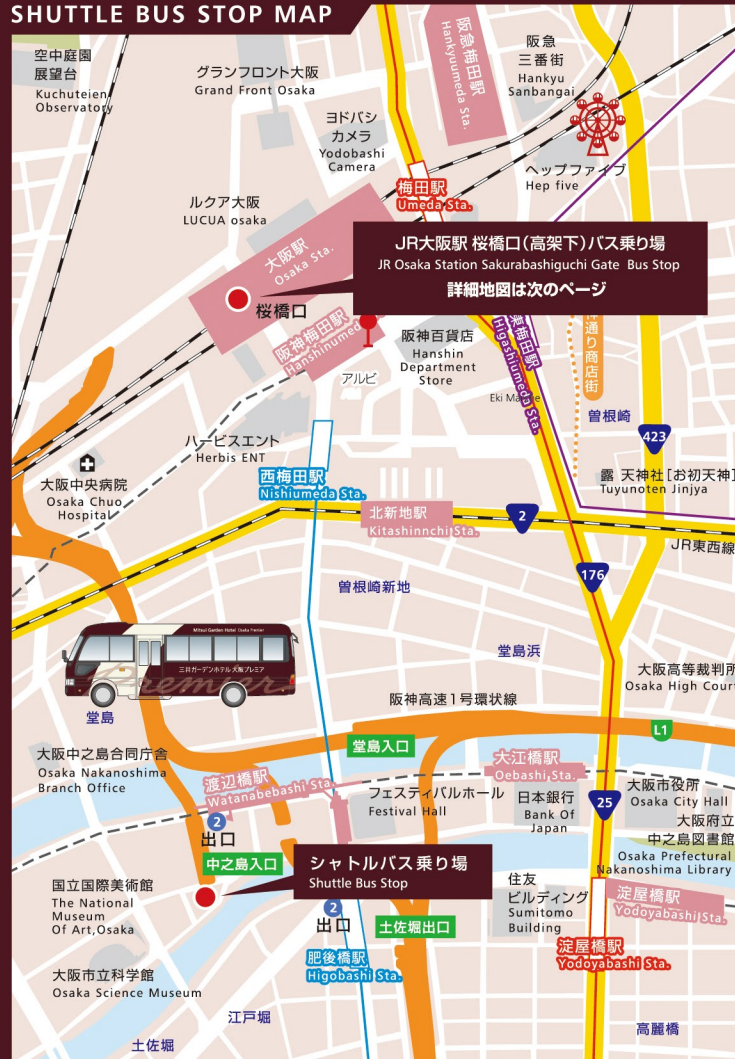 SHUTTLE BUS STOP MAP
空中庭園
展望台
Kuchuteien
Observatory
グランフロント大阪
Grand Front Osaka
阪急梅田駅
Hankyuumeda Sta.
阪急
三番街
Hankyu
Sanbangai
ヨドバシ
カメラ
Yodobashi
Camera
ヘップファイブ
Hep five
梅田駅
Umeda Sta.
ルクア大阪
LUCUA osaka
大阪駅
Osaka Sta.
JR大阪駅 桜橋口(高架下)バス乗り場
JR Osaka Station Sakurabashiguchi Gate Bus Stop
詳細地図は次のページ
桜橋口
阪神梅田駅
Hanshinumed
阪神百貨店
Hanshin
Department
Store
アルビ
東梅田駅
Higashiumeda Sta.
通り商店街
Eki Ma
曽根崎
423
ハービスエント
Herbis ENT
大阪中央病院
Osaka Chuo
Hospital
西梅田駅
Nishiumeda Sta.
露 天神社[お初天神]
Tuyunoten Jinjya
北新地駅
Kitashinnchi Sta.
2
JR東西線
176
曽根崎新地
堂島浜
Mitsui Garden Hotel Osaka Premier
三井ガーデンホテル大阪プレミア
Premier
大阪高等裁判所
Osaka High Court
堂島
阪神高速1号環状線
L1
堂島入口
大阪中之島合同庁舎
Osaka Nakanoshima
Branch Office
渡辺橋駅
Watanabebashi Sta.
大江橋駅
Oebashi Sta.
フェスティバルホール
Festival Hall
日本銀行
Bank Of
Japan
25
大阪市役所
Osaka City Hall
大阪府立
中之島図書館
Osaka Prefectural
Nakanoshima Library
2
出口
中之島入口
シャトルバス乗り場
Shuttle Bus Stop
国立国際美術館
The National
Museum
Of Art,Osaka
2
出口
土佐堀出口
住友
ビルディング
Sumitomo
Building
淀屋橋駅
Yodoyabashi Sta.
淀屋橋駅
Yodoyabashi Sta.
肥後橋駅
Higobashi Sta.
大阪市立科学館
Osaka Science Museum
江戸堀
土佐堀
高麗橋